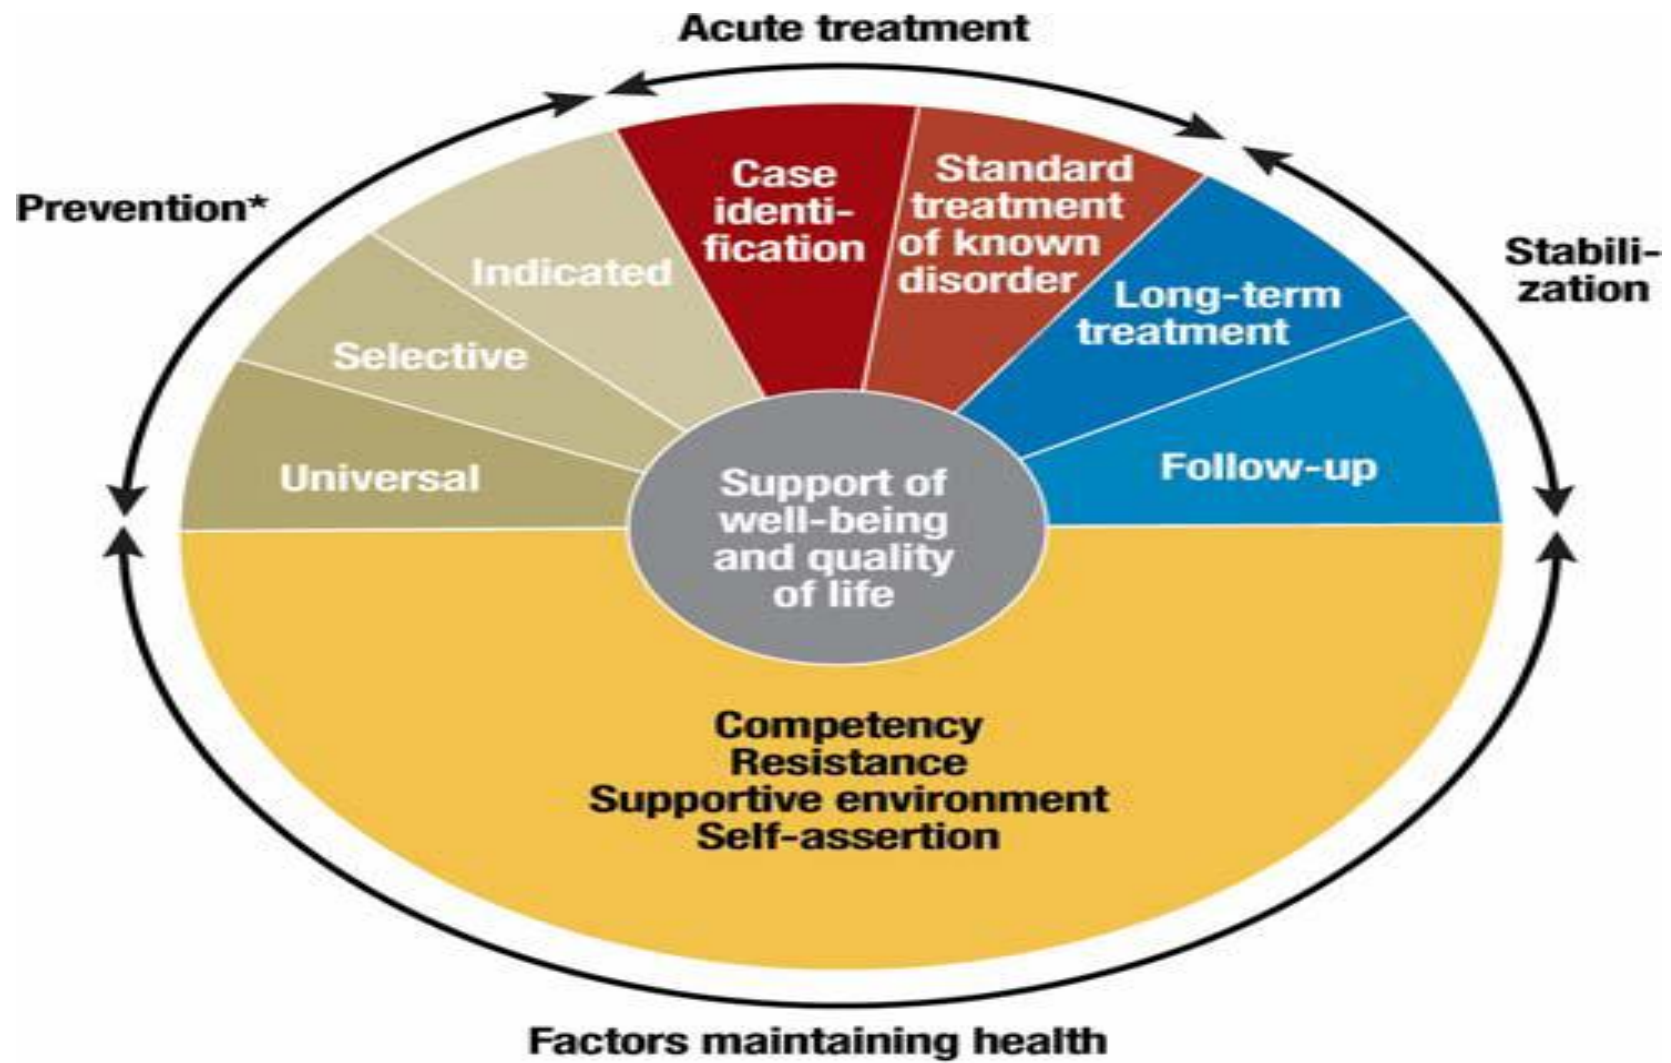 Acute treatment
Prevention*
Case
identi-
fication
Standard
treatment
of known
disorder
Indicated
Long-term
treatment
Stabili-
zation
Selective
Universal
Follow-up
Support of
well-being
and quality
of life
Competency
Resistance
Supportive environment
Self-assertion
Factors maintaining health